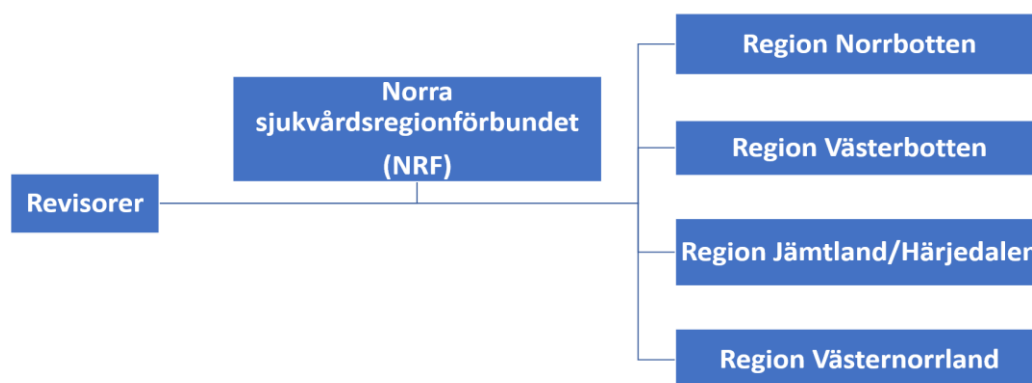 Revisorer
Norra
sjukvårdsregionförbundet
(NRF)
Region Norrbotten
Region Västerbotten
Region Jämtland/Härjedalen
Region Västernorrland